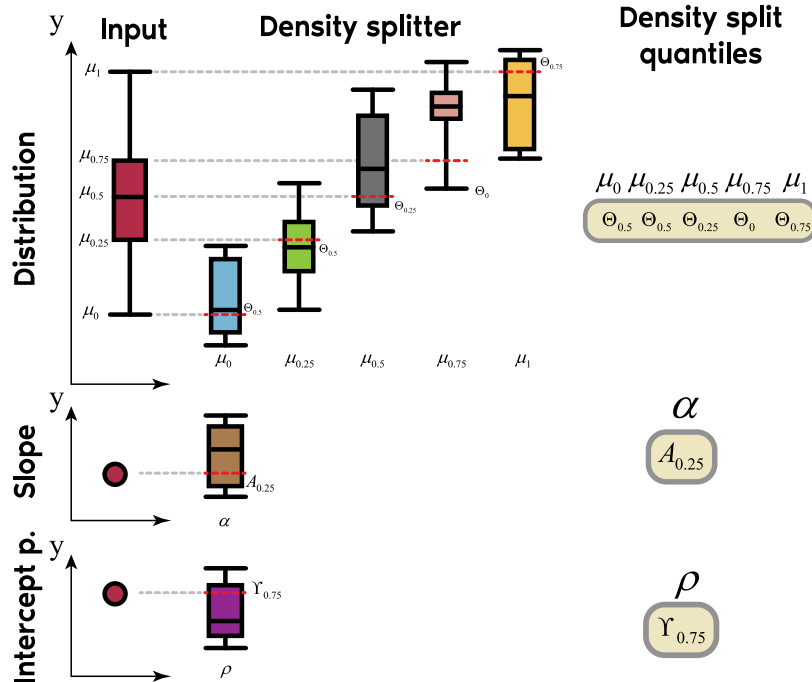 Input
Density splitter
Density split
quantiles
y
Distribution
μ₁
μ₀.₇₅
μ₀.₅
μ₀.₂₅
μ₀
Θ₀.₅
Θ₀.₅
Θ₀.₂₅
Θ₀
Θ₀.₇₅
μ₀ μ₀.₂₅ μ₀.₅ μ₀.₇₅ μ₁
μ₀ μ₀.₂₅ μ₀.₅ μ₀.₇₅ μ₁
Θ₀.₅ Θ₀.₅ Θ₀.₂₅ Θ₀ Θ₀.₇₅
y
Slope
A₀.₂₅
α
α
A₀.₂₅
y
Intercept p.
ϒ₀.₇₅
ρ
ρ
ϒ₀.₇₅